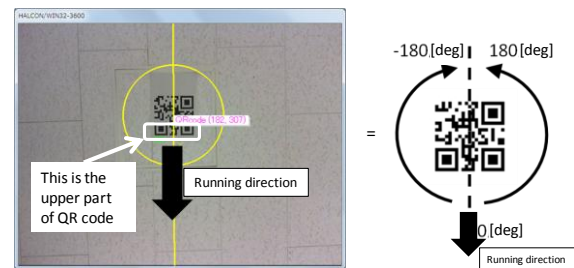 HALCON/WIN32-3600
QRcode (182, 307)
This is the
upper part
of QR code
Running direction
=
-180 [deg]
180 [deg]
0 [deg]
Running direction